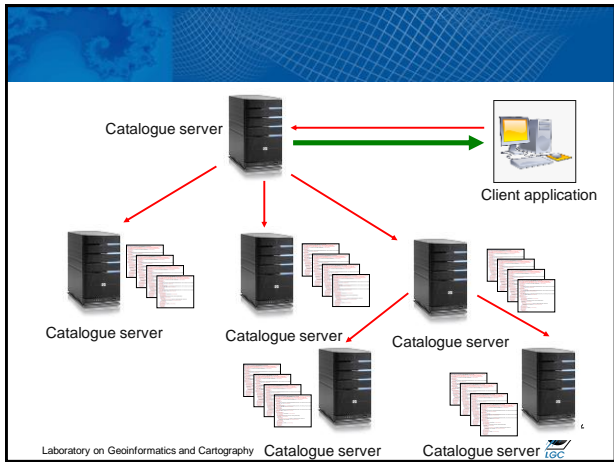 Catalogue server
Client application
Catalogue server
Catalogue server
Catalogue server
Laboratory on Geoinformatics and Cartography
Catalogue server
Catalogue server
LGC